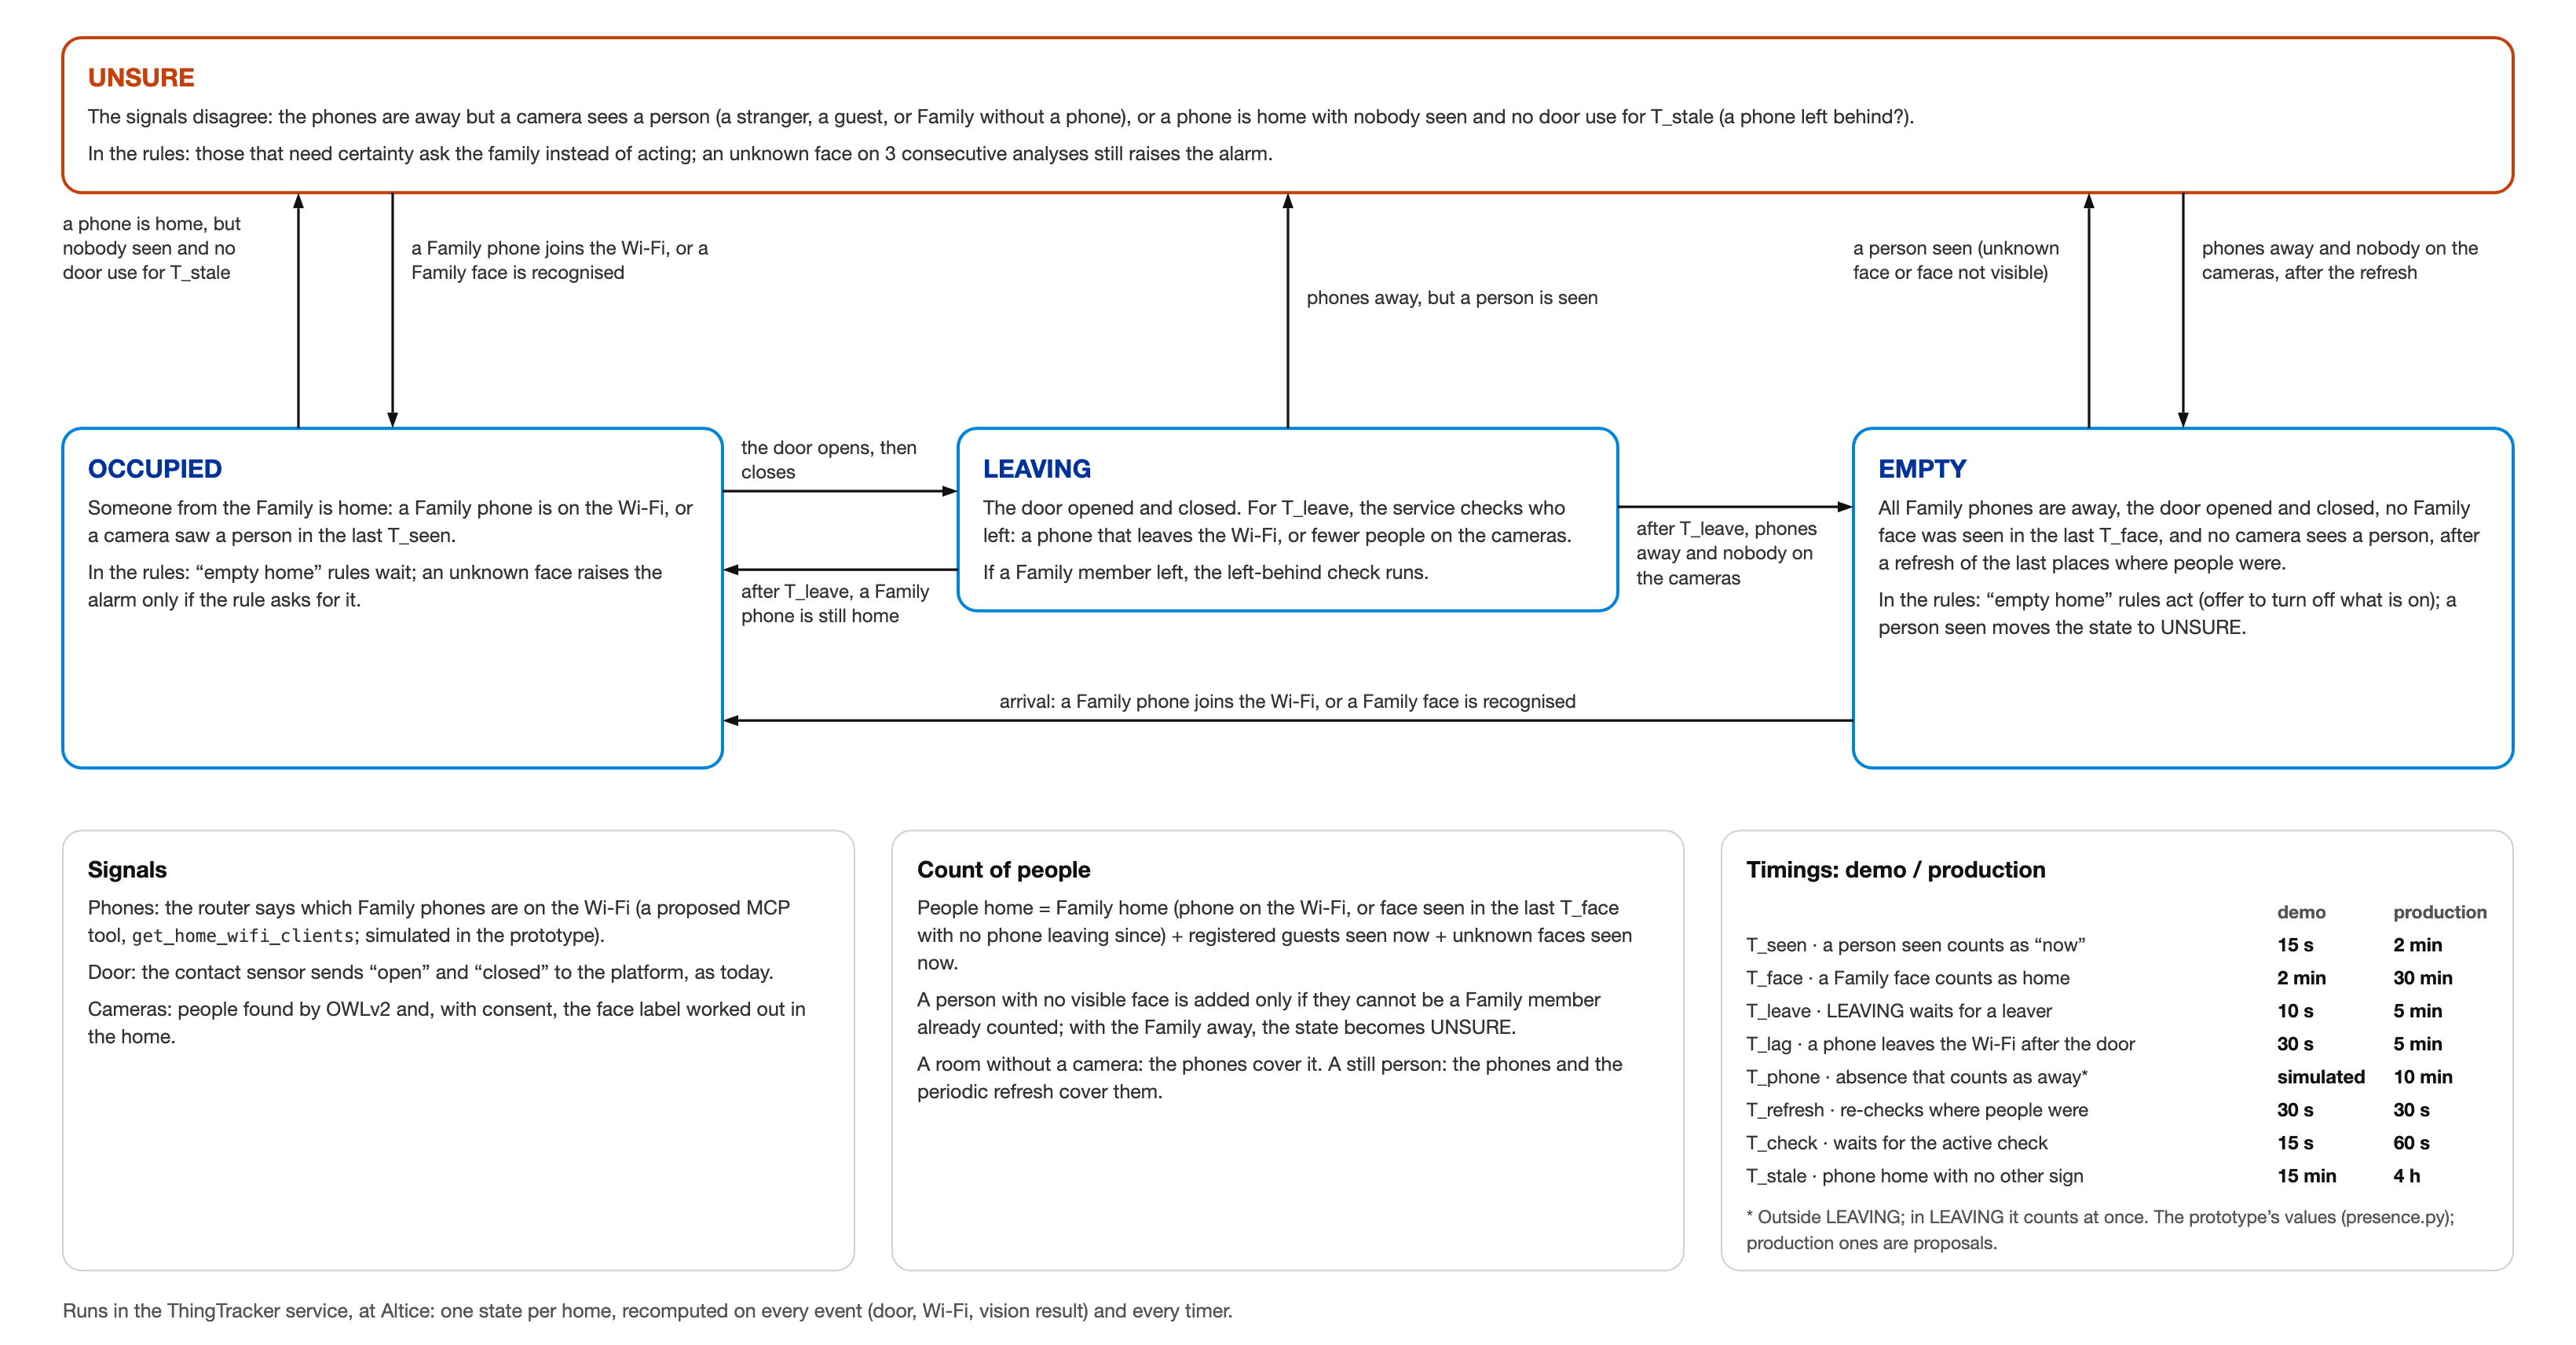 UNSURE
The signals disagree: the phones are away but a camera sees a person (a stranger, a guest, or Family without a phone), or a phone is home with nobody seen and no door use for T_stale (a phone left behind?).
In the rules: those that need certainty ask the family instead of acting; an unknown face on 3 consecutive analyses still raises the alarm.
a phone is home, but
nobody seen and no
door use for T_stale
a Family phone joins the Wi-Fi, or a
Family face is recognised
phones away, but a person is seen
a person seen (unknown
face or face not visible)
phones away and nobody on the
cameras, after the refresh
OCCUPIED
Someone from the Family is home: a Family phone is on the Wi-Fi, or
a camera saw a person in the last T_seen.
In the rules: “empty home” rules wait; an unknown face raises the
alarm only if the rule asks for it.
the door opens, then
closes
after T_leave, a Family
phone is still home
LEAVING
The door opened and closed. For T_leave, the service checks who
left: a phone that leaves the Wi-Fi, or fewer people on the cameras.
If a Family member left, the left-behind check runs.
after T_leave, phones
away and nobody on
the cameras
EMPTY
All Family phones are away, the door opened and closed, no Family
face was seen in the last T_face, and no camera sees a person, after
a refresh of the last places where people were.
In the rules: “empty home” rules act (offer to turn off what is on); a
person seen moves the state to UNSURE.
arrival: a Family phone joins the Wi-Fi, or a Family face is recognised
Signals
Phones: the router says which Family phones are on the Wi-Fi (a proposed MCP
tool, get_home_wifi_clients; simulated in the prototype).
Door: the contact sensor sends “open” and “closed” to the platform, as today.
Cameras: people found by OWLv2 and, with consent, the face label worked out in
the home.
Count of people
People home = Family home (phone on the Wi-Fi, or face seen in the last T_face
with no phone leaving since) + registered guests seen now + unknown faces seen
now.
A person with no visible face is added only if they cannot be a Family member
already counted; with the Family away, the state becomes UNSURE.
A room without a camera: the phones cover it. A still person: the phones and the
periodic refresh cover them.
Timings: demo / production
demo production
T_seen · a person seen counts as “now” 15 s 2 min
T_face · a Family face counts as home 2 min 30 min
T_leave · LEAVING waits for a leaver 10 s 5 min
T_lag · a phone leaves the Wi-Fi after the door 30 s 5 min
T_phone · absence that counts as away* simulated 10 min
T_refresh · re-checks where people were 30 s 30 s
T_check · waits for the active check 15 s 60 s
T_stale · phone home with no other sign 15 min 4 h
* Outside LEAVING; in LEAVING it counts at once. The prototype’s values (presence.py);
production ones are proposals.
Runs in the ThingTracker service, at Altice: one state per home, recomputed on every event (door, Wi-Fi, vision result) and every timer.